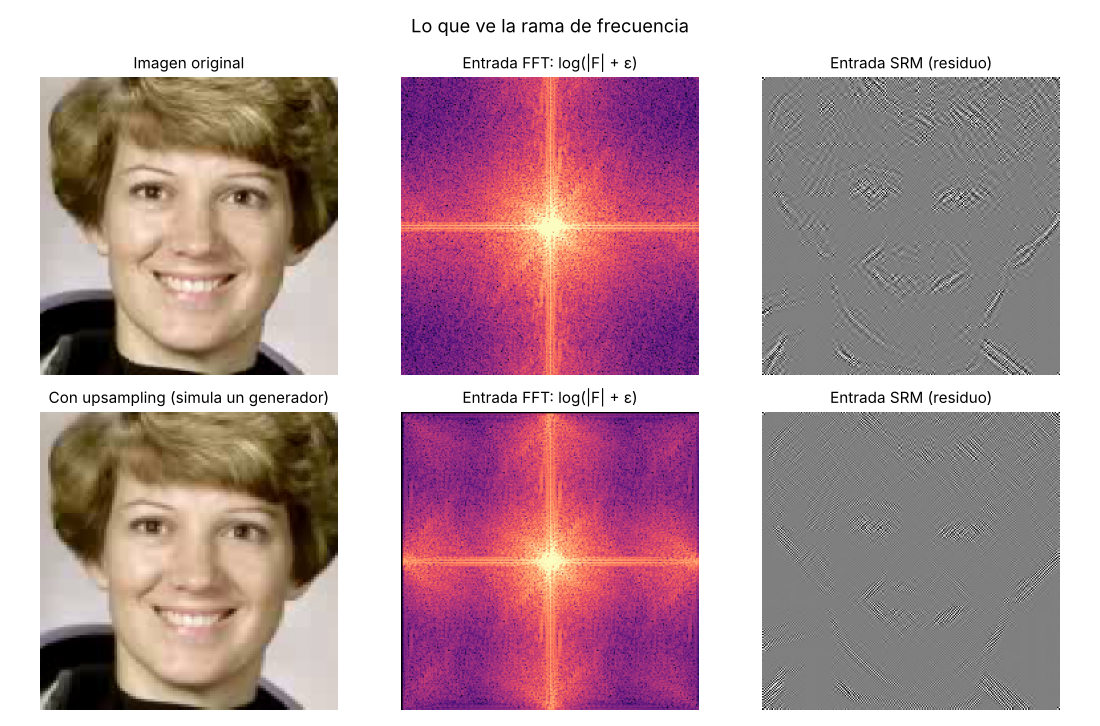 Lo que ve la rama de frecuencia
Imagen original
Entrada FFT: log(|F| + ε)
Entrada SRM (residuo)
Con upsampling (simula un generador)
Entrada FFT: log(|F| + ε)
Entrada SRM (residuo)